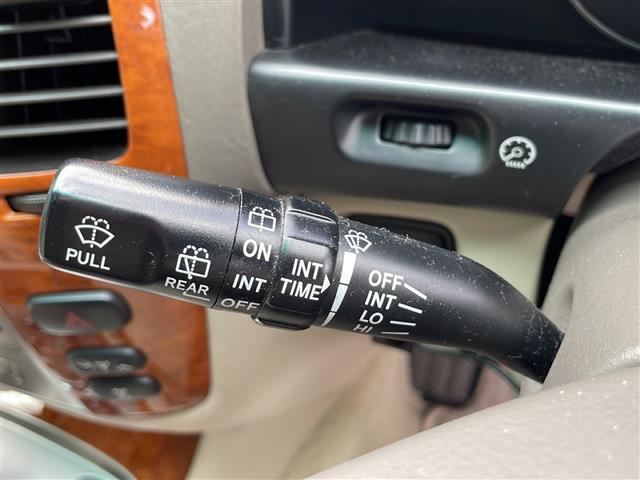 PULL
REAR
ON
INT
OFF
INT
TIME
OFF
INT
LO
HI